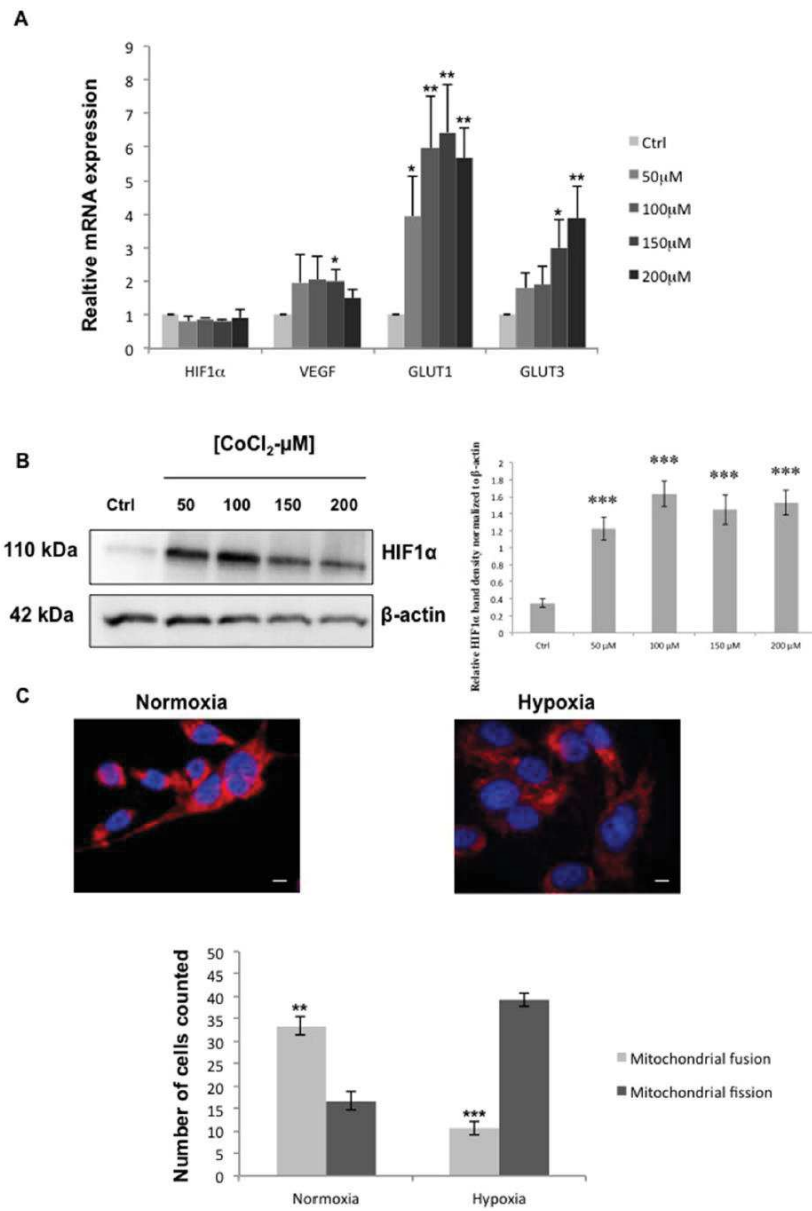 A
Realtive mRNA expression
9
8
7
6
5
4
3
2
1
0
* ** ** **
* **
*
HIF1α VEGF GLUT1 GLUT3
Ctrl
50µM
100µM
150µM
200µM
B
[CoCl2-µM]
Ctrl 50 100 150 200
110 kDa HIF1α
42 kDa β-actin
Relative HIF1α band density normalized to β-actin
2
1.8
1.6
1.4
1.2
1
0.8
0.6
0.4
0.2
0
*** *** *** ***
Ctrl 50 µM 100 µM 150 µM 200 µM
C
Normoxia Hypoxia
Number of cells counted
50
45
40
35
30
25
20
15
10
5
0
** ***
Normoxia Hypoxia
Mitochondrial fusion
Mitochondrial fission